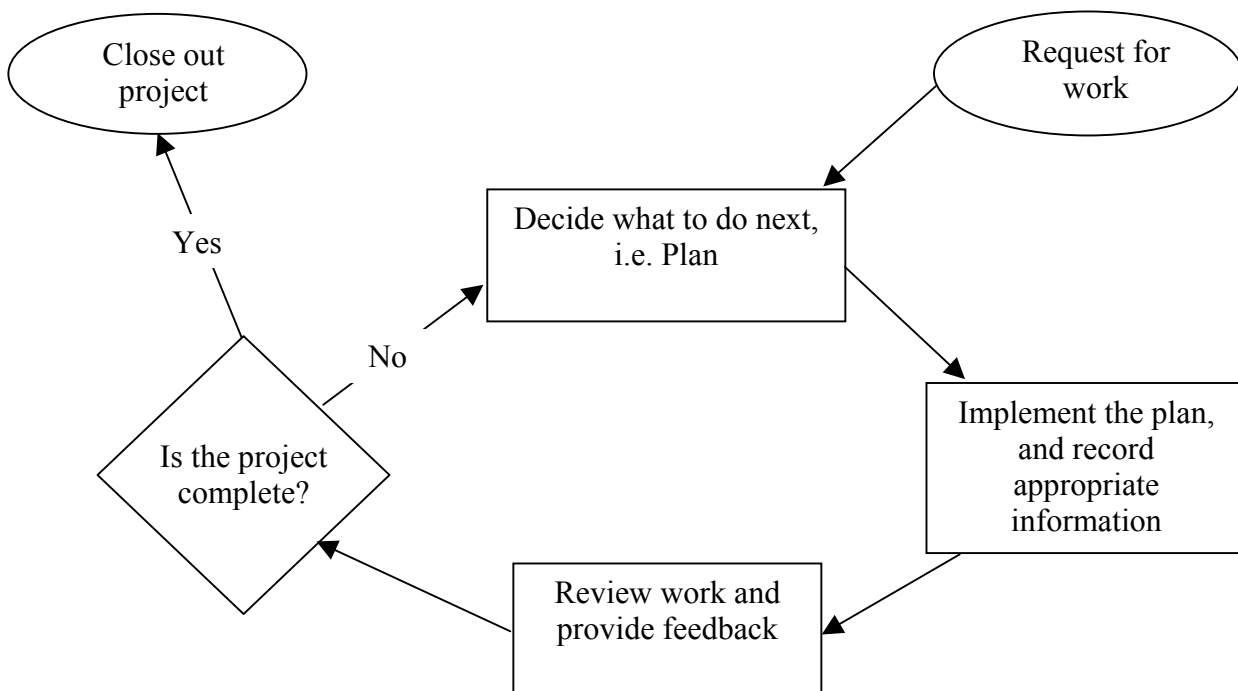 Close out
project
Request for
work
Decide what to do next,
i.e. Plan
Yes
No
Implement the plan,
and record
appropriate
information
Is the project
complete?
Review work and
provide feedback